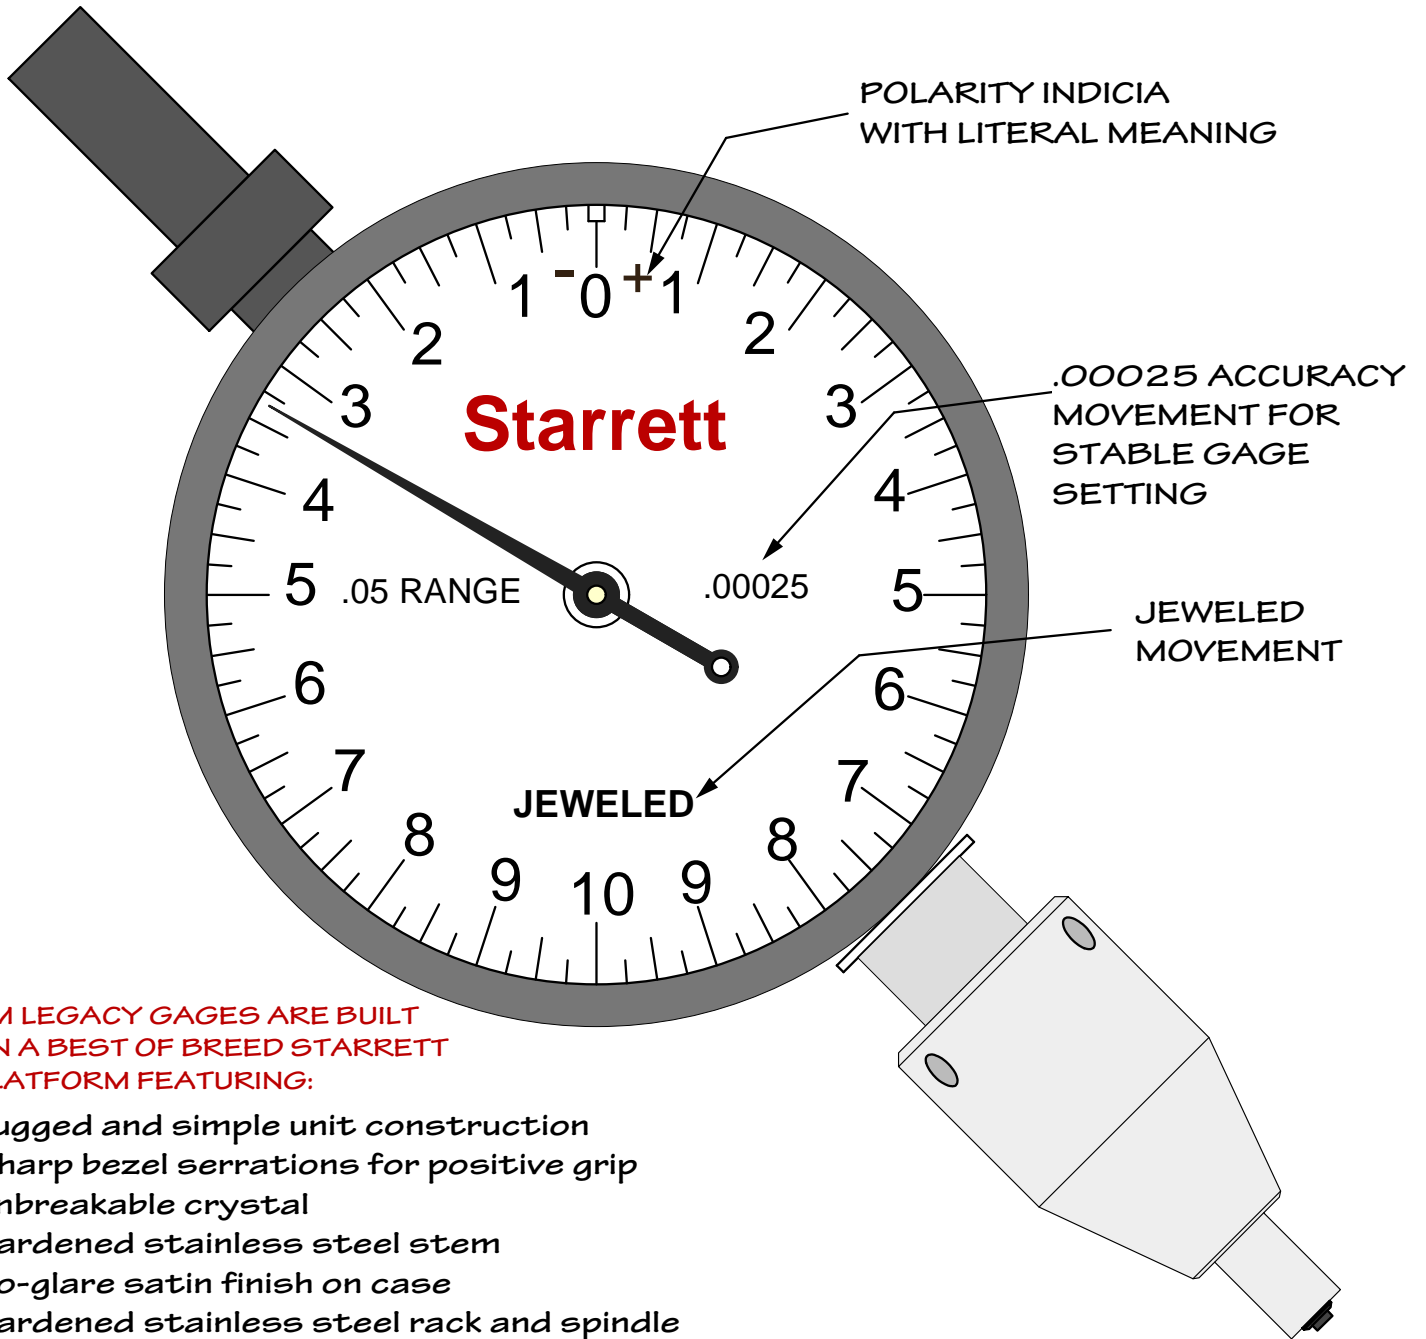 POLARITY INDICIA
WITH LITERAL MEANING
1 - 0 + 1
2 2
3 3
Starrett
.00025 ACCURACY
MOVEMENT FOR
STABLE GAGE
SETTING
4 4
5 .05 RANGE .00025 5
JEWELED
MOVEMENT
6 6
7 7
JEWELED
8 8
9 10 9
M LEGACY GAGES ARE BUILT
N A BEST OF BREED STARRETT
LATFORM FEATURING:
ugged and simple unit construction
harp bezel serrations for positive grip
nbreakable crystal
ardened stainless steel stem
o-glare satin finish on case
ardened stainless steel rack and spindle